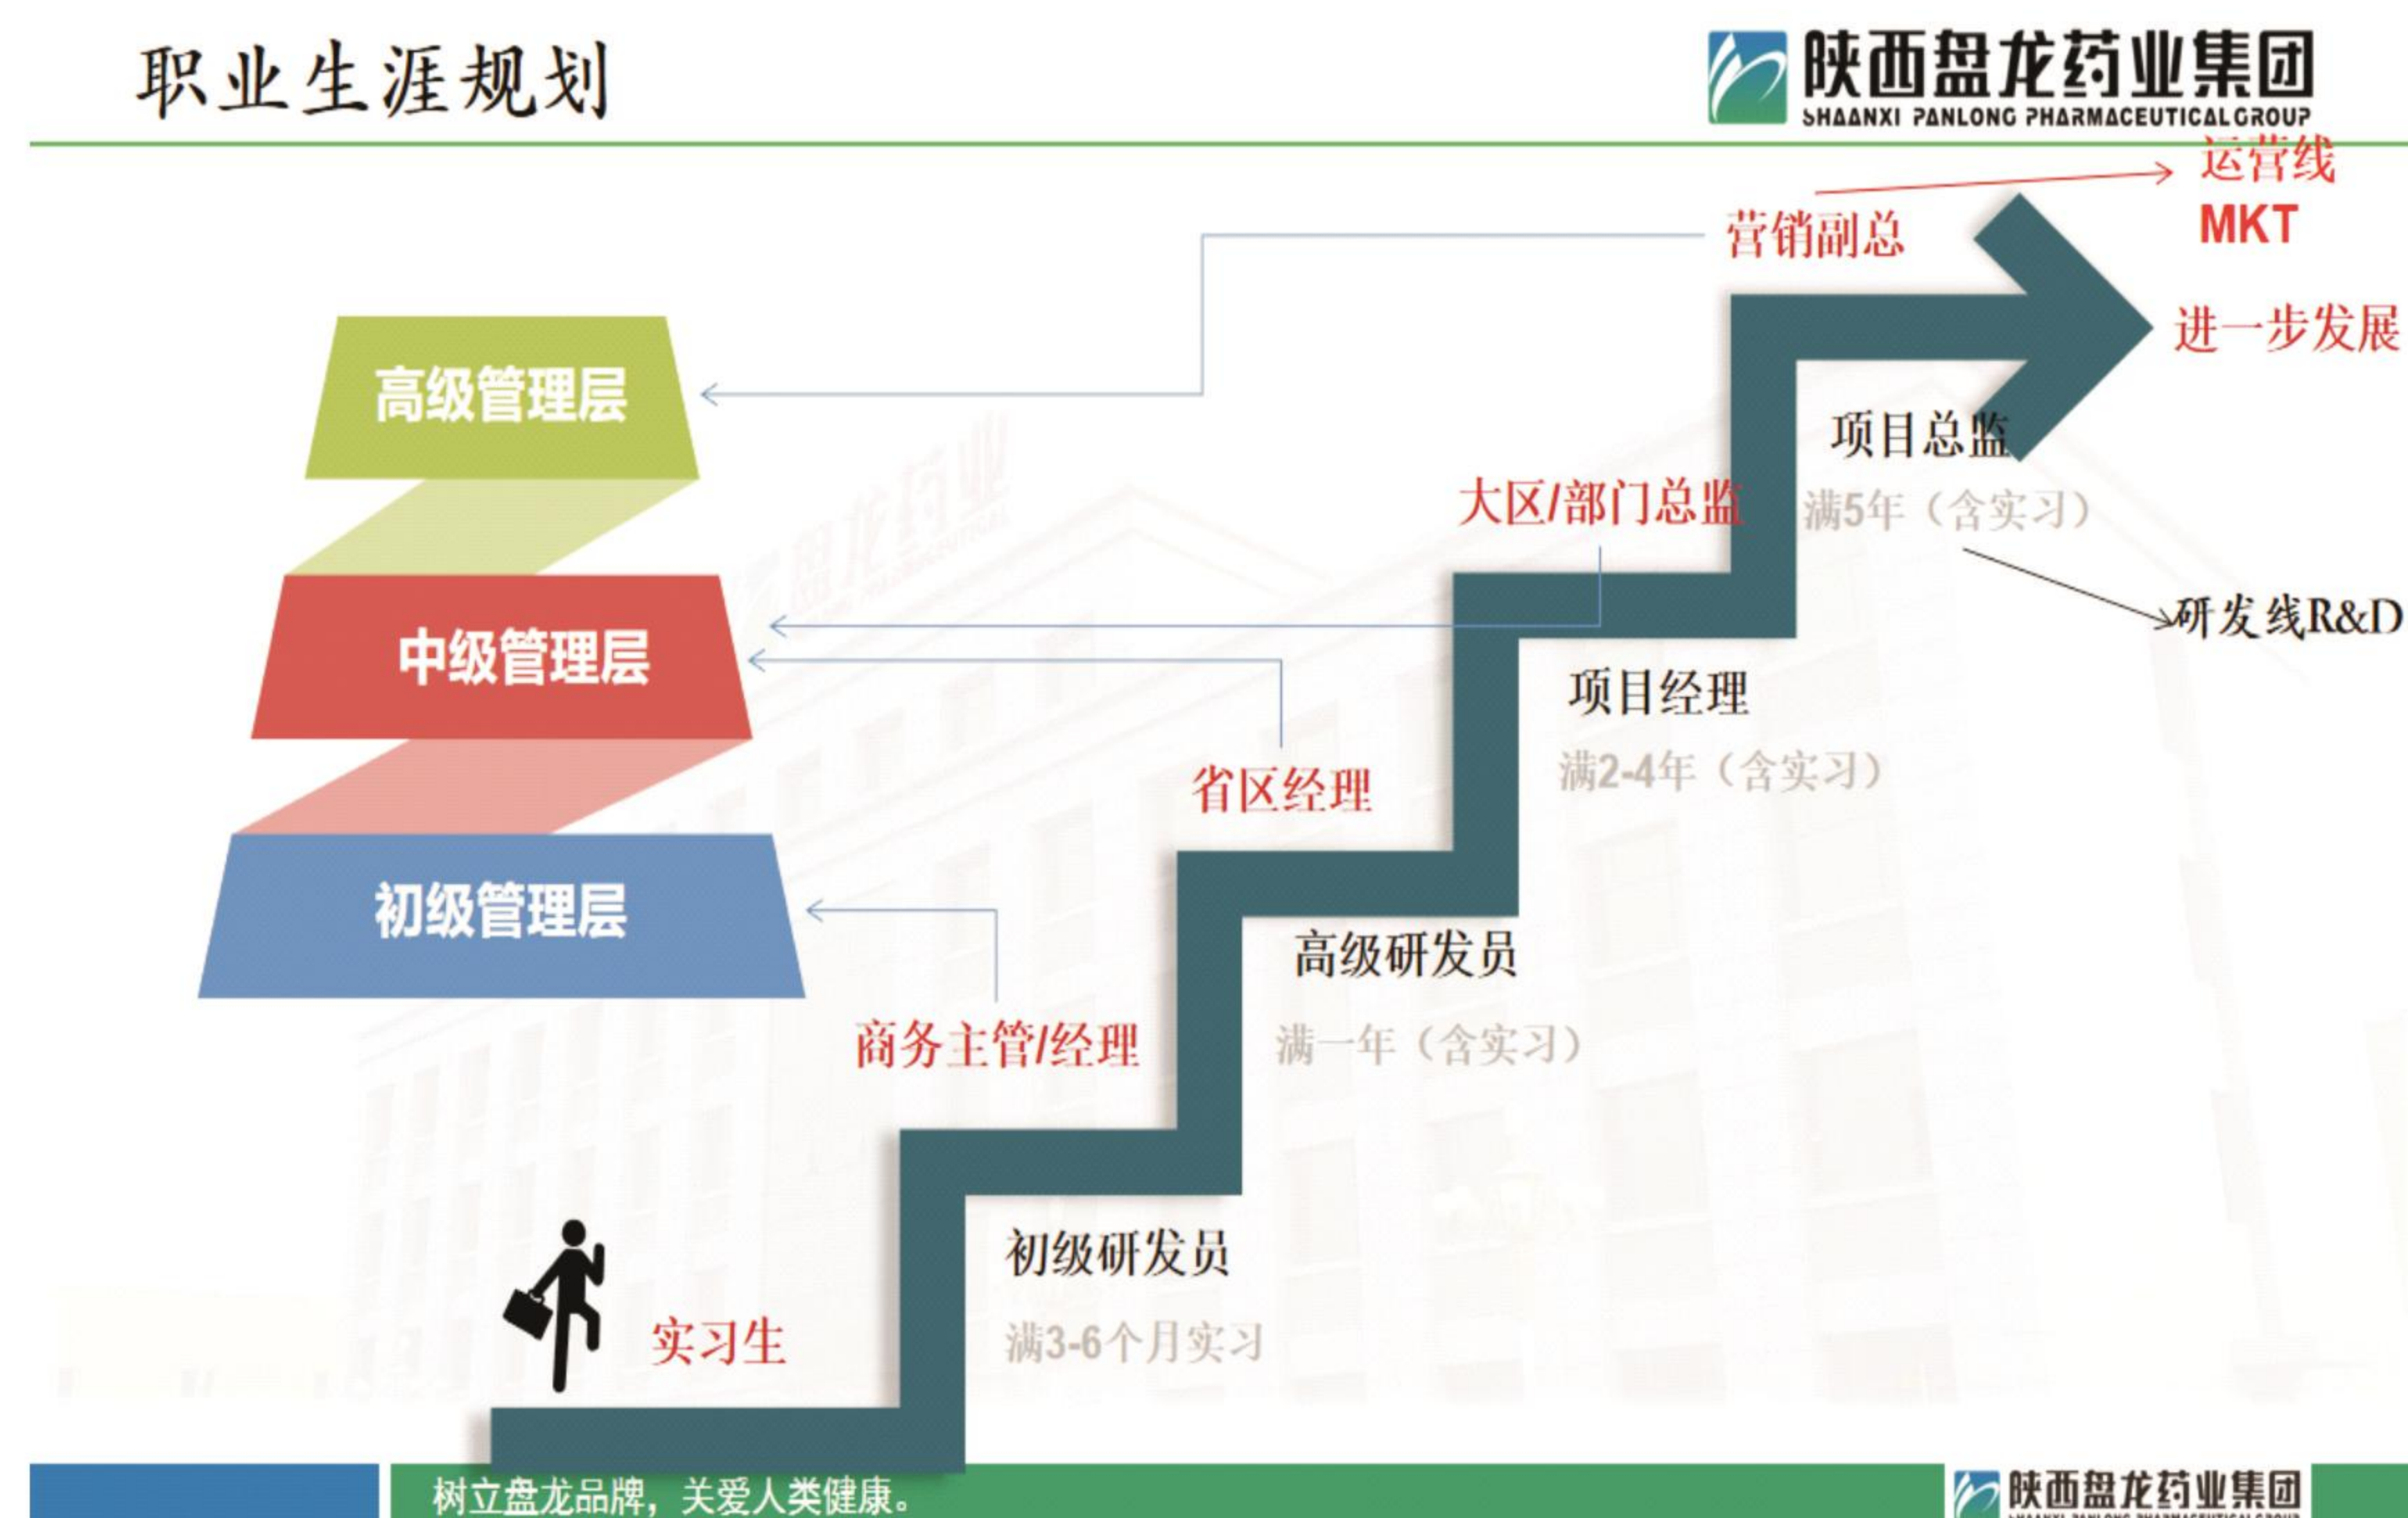 职业生涯规划
陕西盘龙药业集团
SHAANXI PANLONG PHARMACEUTICAL GROUP
运营线
MKT
营销副总
进一步发展
高级管理层
项目总监
大区/部门总监
满5年（含实习）
研发线R&D
中级管理层
项目经理
满2-4年（含实习）
省区经理
初级管理层
高级研发员
商务主管/经理
满一年（含实习）
初级研发员
实习生
满3-6个月实习
树立盘龙品牌，关爱人类健康。
陕西盘龙药业集团